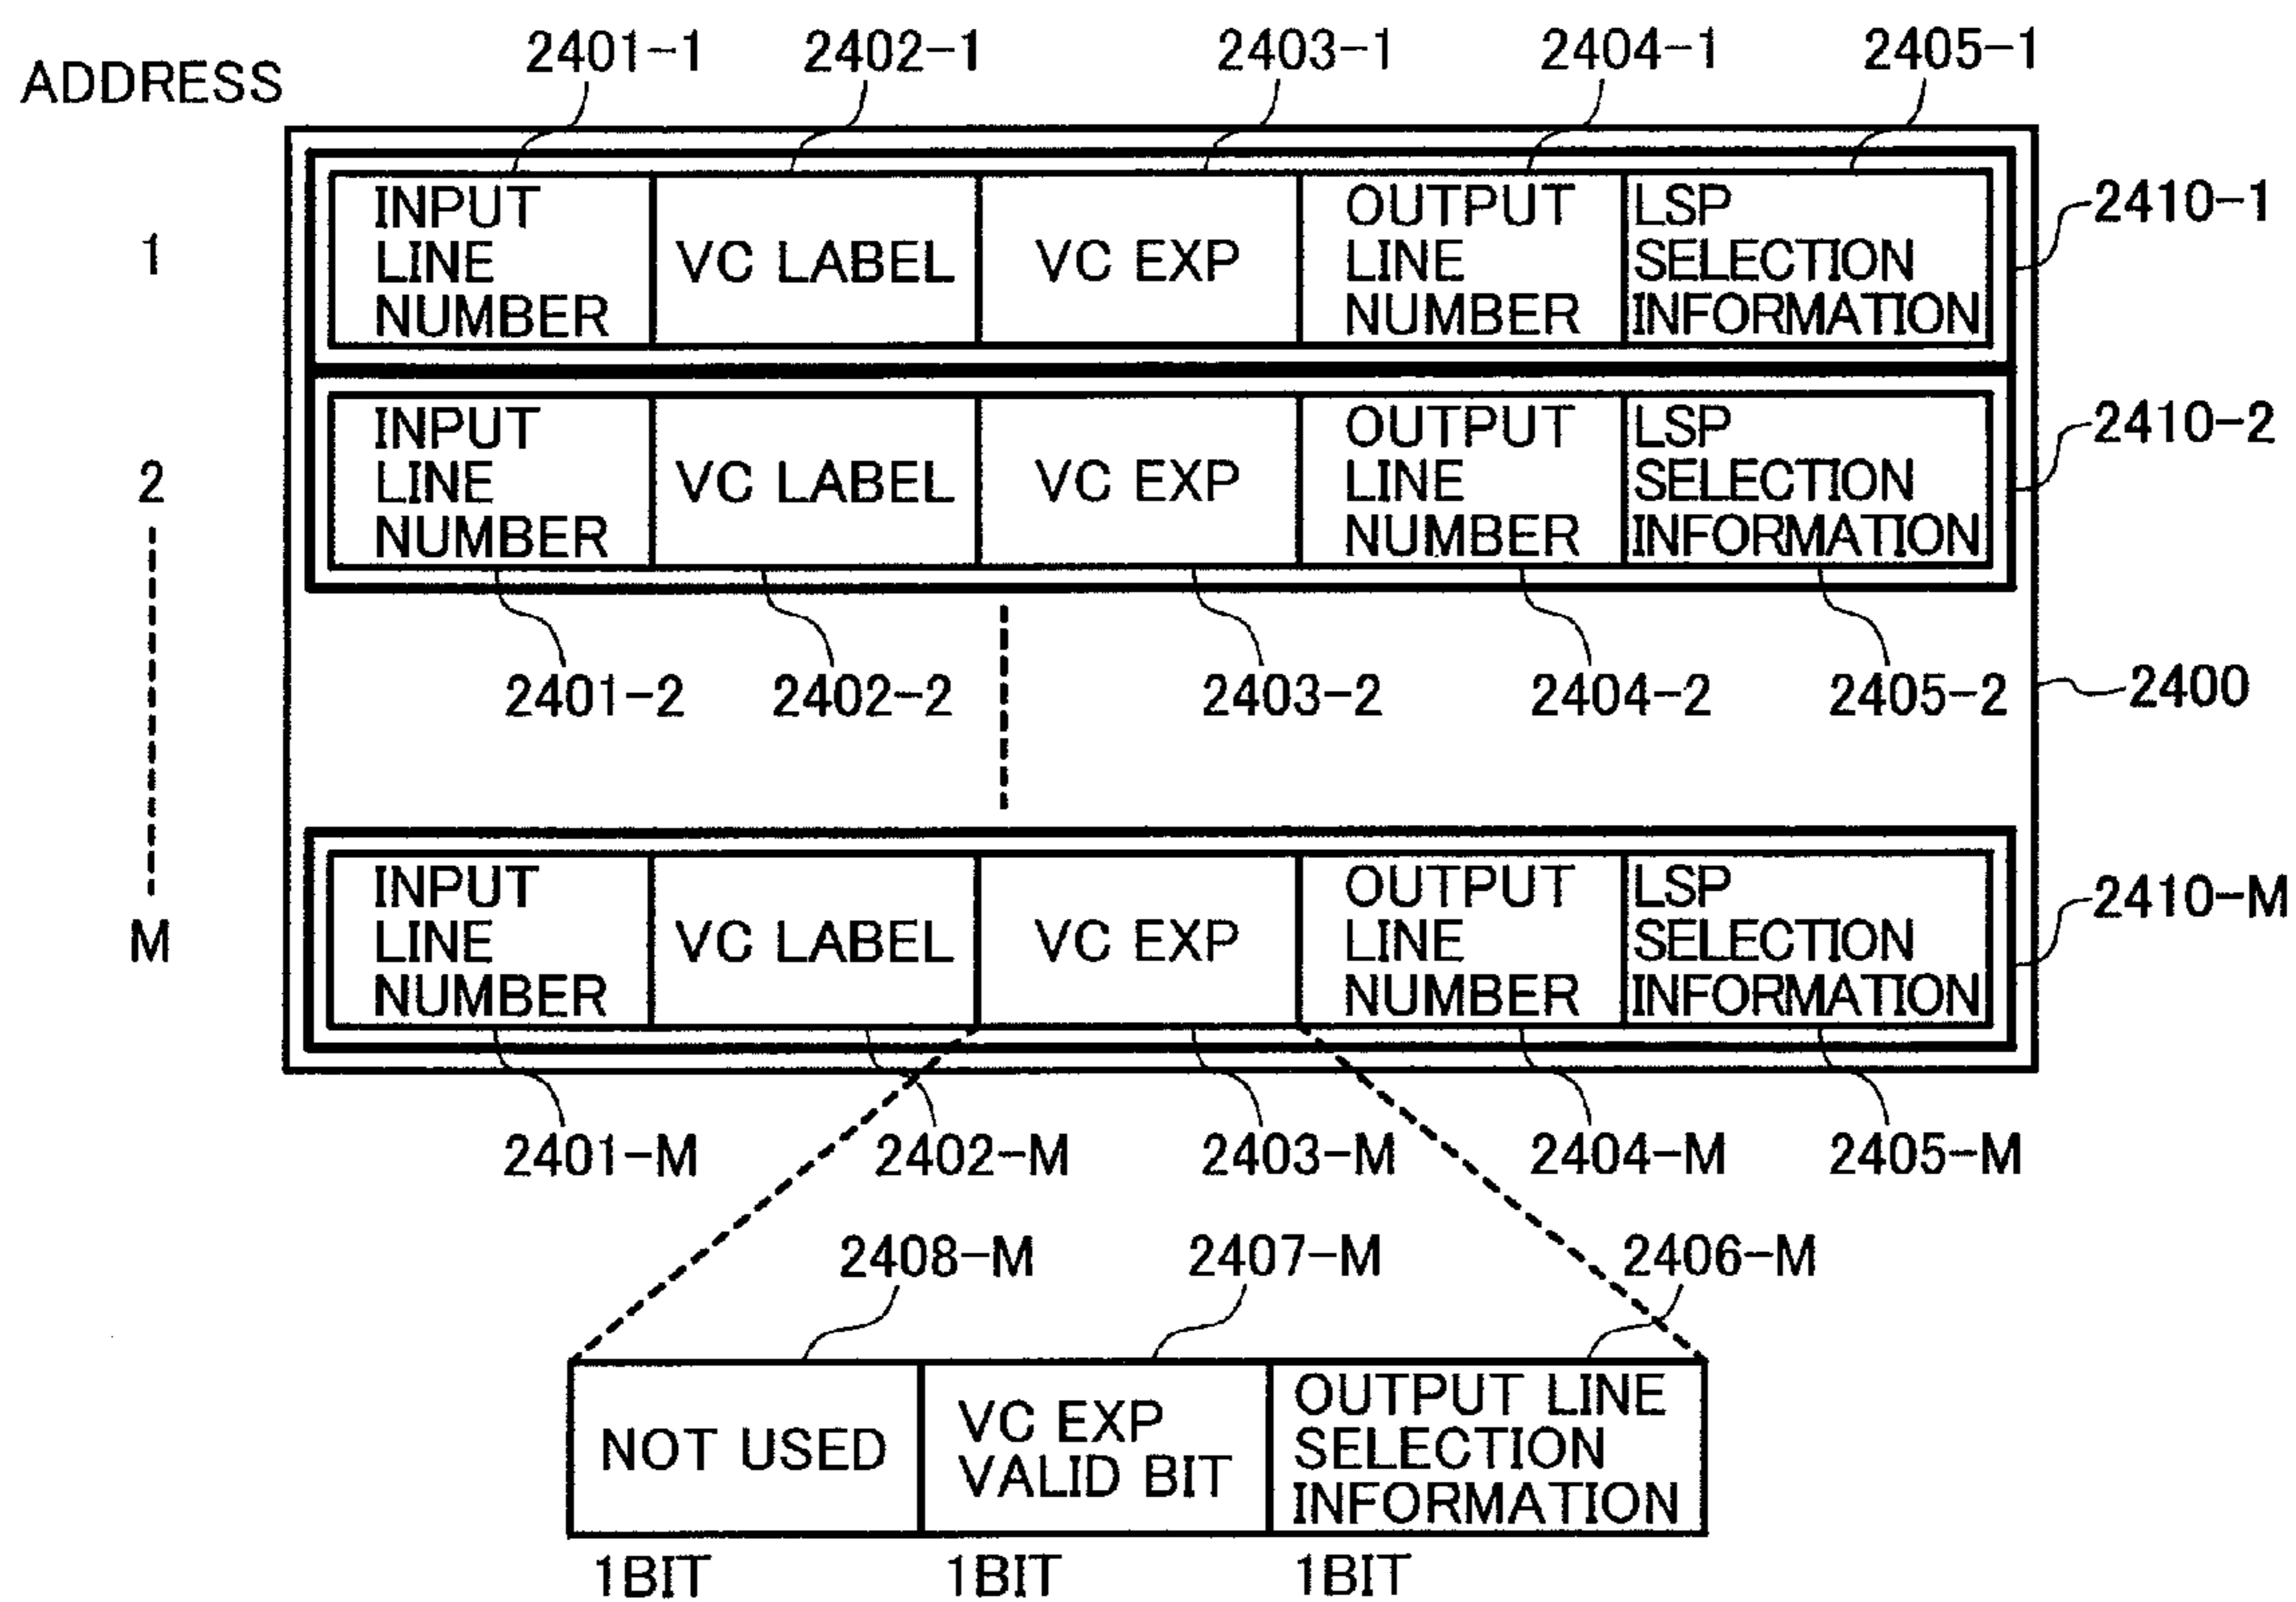 2401-1 2402-1 2403-1 2404-1 2405-1
ADDRESS
1
INPUT
LINE
NUMBER
VC LABEL
VC EXP
OUTPUT
LINE
NUMBER
LSP
SELECTION
INFORMATION
2410-1
2
INPUT
LINE
NUMBER
VC LABEL
VC EXP
OUTPUT
LINE
NUMBER
LSP
SELECTION
INFORMATION
2410-2
2401-2 2402-2 2403-2 2404-2 2405-2
2400
M
INPUT
LINE
NUMBER
VC LABEL
VC EXP
OUTPUT
LINE
NUMBER
LSP
SELECTION
INFORMATION
2410-M
2401-M 2402-M 2403-M 2404-M 2405-M
2408-M 2407-M 2406-M
NOT USED
VC EXP
VALID BIT
OUTPUT LINE
SELECTION
INFORMATION
1BIT 1BIT 1BIT